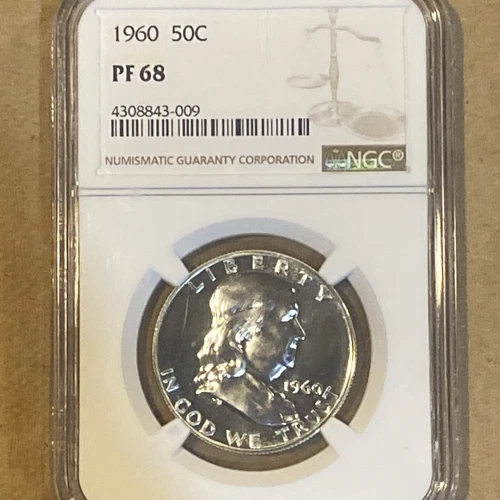 1960 50C
PF 68
4308843-009
NUMISMATIC GUARANTY CORPORATION
NGC®
LIBERTY
1960
IN GOD WE TRUST